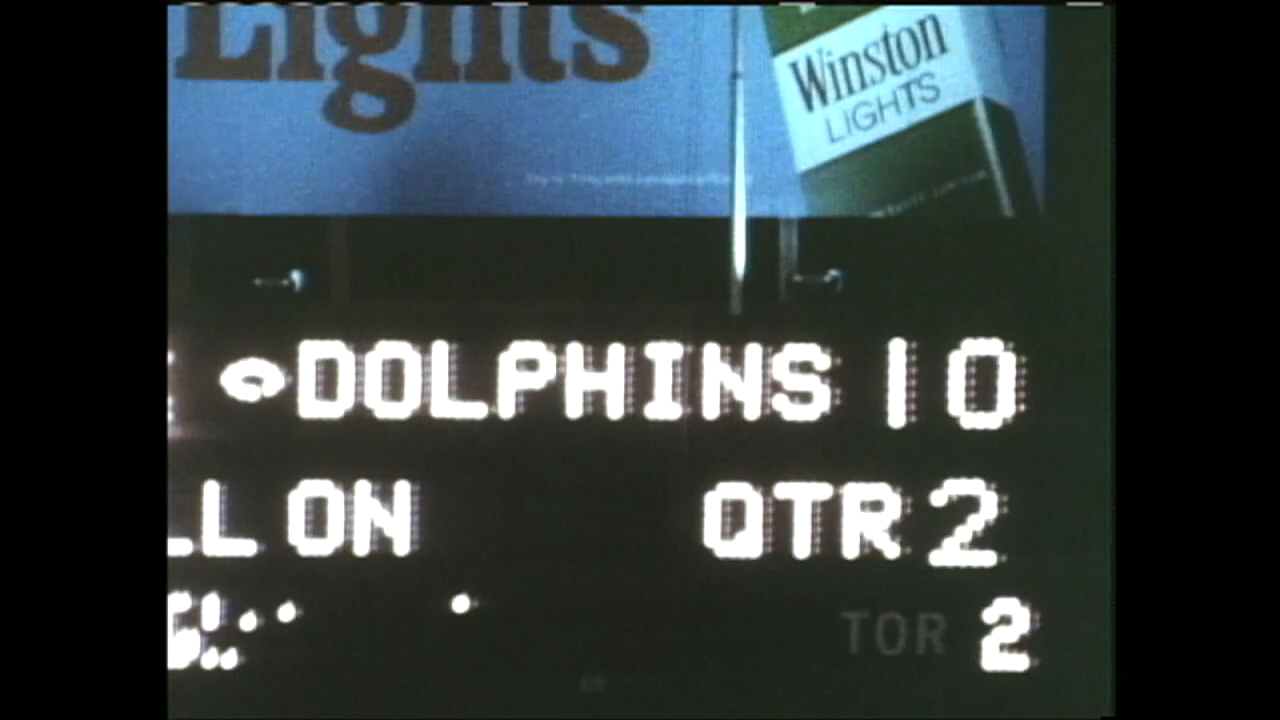 Lights
Winston
LIGHTS
DOLPHINS 10
LL ON QTR 2
TOR 2